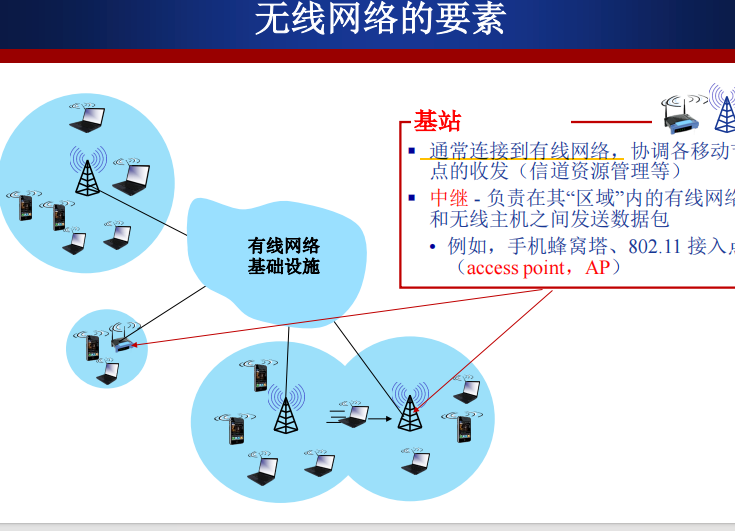 无线网络的要素
基站
▪ 通常连接到有线网络，协调各移动
点的收发（信道资源管理等）
▪ 中继 - 负责在其“区域”内的有线网络
和无线主机之间发送数据包
• 例如，手机蜂窝塔、802.11 接入点
（access point，AP）
有线网络
基础设施